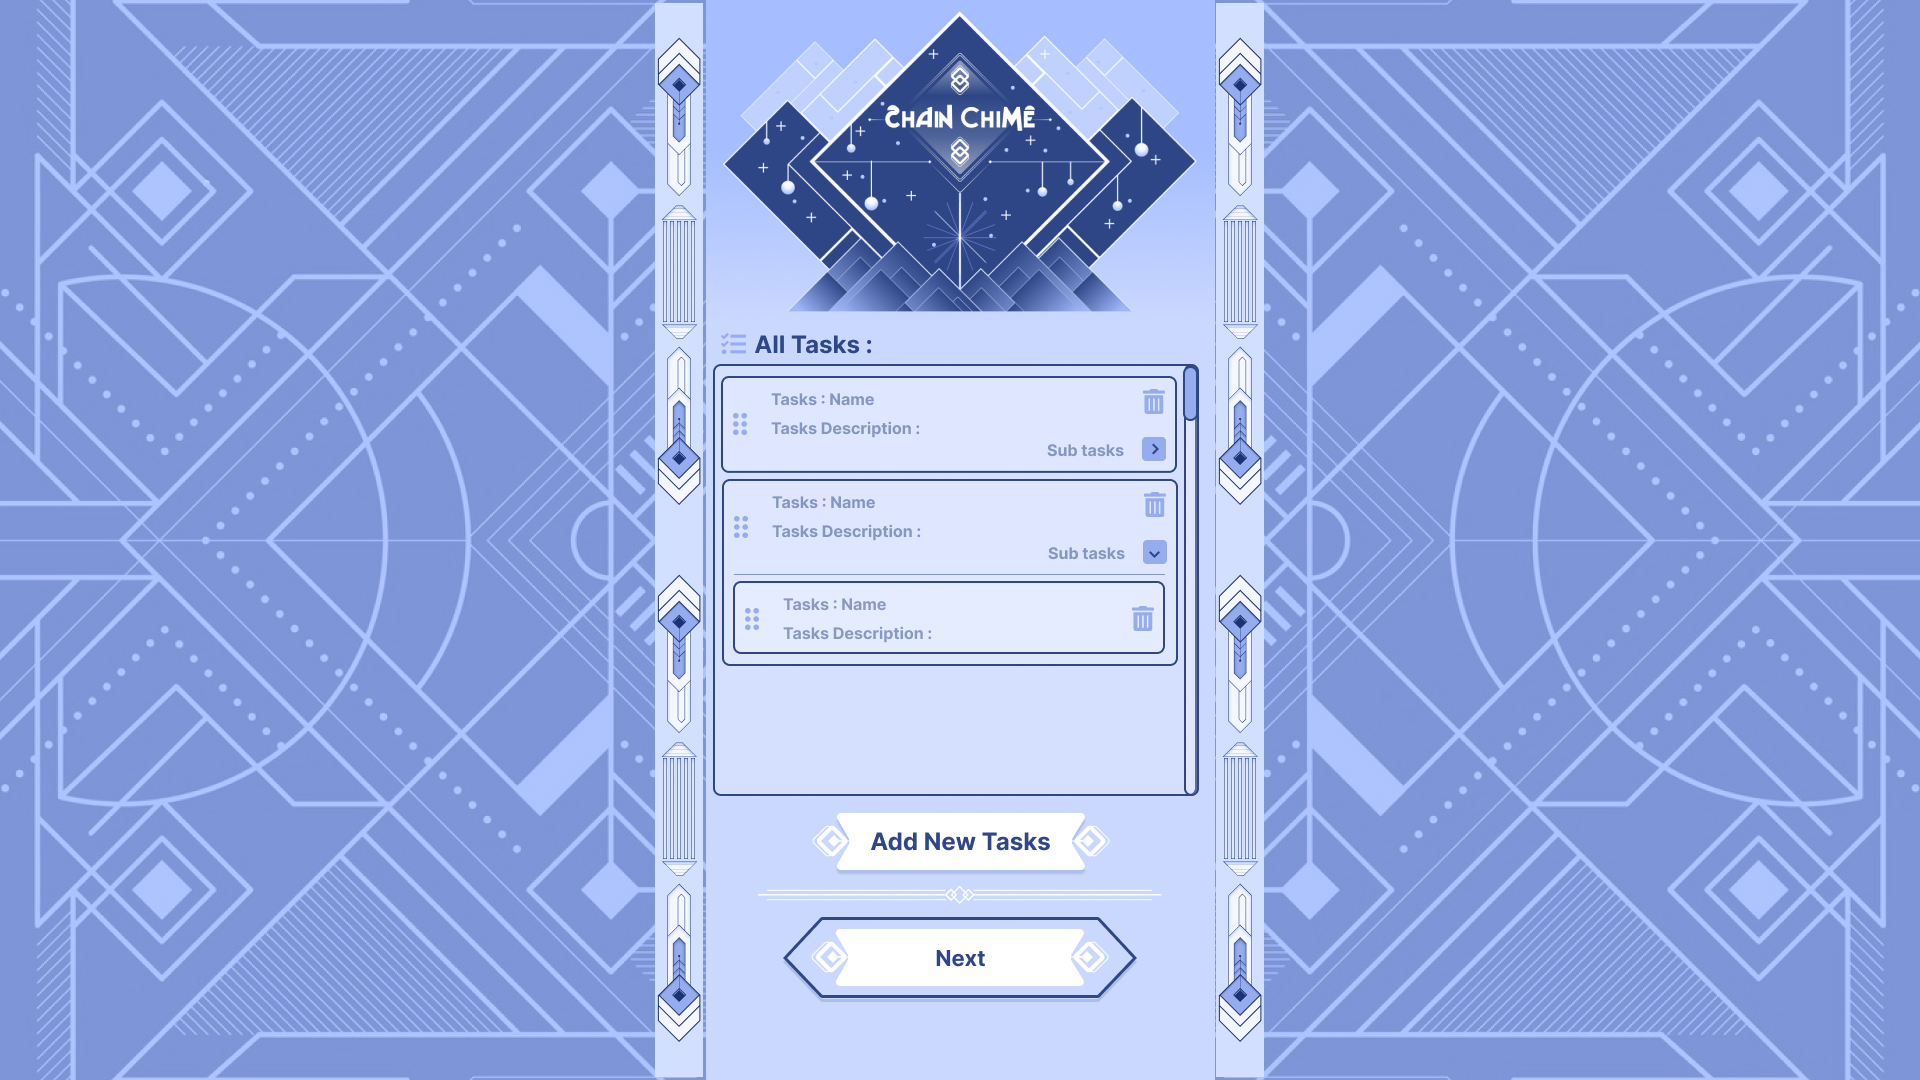 CHAIN CHIME
All Tasks :
Tasks : Name
Tasks Description :
Sub tasks
Tasks : Name
Tasks Description :
Sub tasks
Tasks : Name
Tasks Description :
Add New Tasks
Next